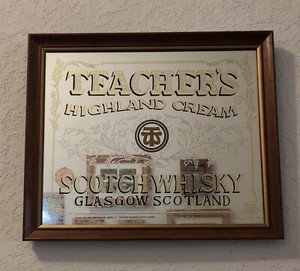 TEACHER'S
HIGHLAND CREAM
SCOTCH WHISKY
GLASGOW SCOTLAND